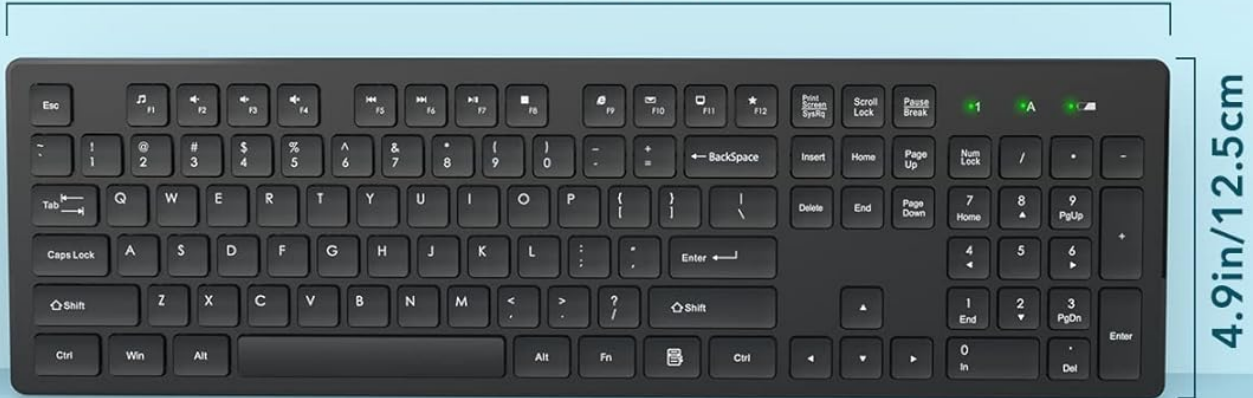 Esc F1 F2 F3 F4 F5 F6 F7 F8 F9 F10 F11 F12 Print Screen SysRq Scroll Lock Pause Break 1 A
~ ` ! 1 @ 2 # 3 $ 4 % 5 ^ 6 & 7 * 8 ( 9 ) 0 - + = ← BackSpace Insert Home Page Up Num Lock / -
Tab Q W E R T Y U I O P { [ } ] | \ Delete End Page Down 7 Home 8 ▲ 9 PgUp +
Caps Lock A S D F G H J K L : ; Enter 4 ◄ 5 6 ►
Shift Z X C V B N M < , > . ? / Shift ▲ 1 End 2 ▼ 3 PgDn Enter
Ctrl Win Alt Alt Fn Ctrl ◄ ▼ ► 0 In . Del
4.9in/12.5cm